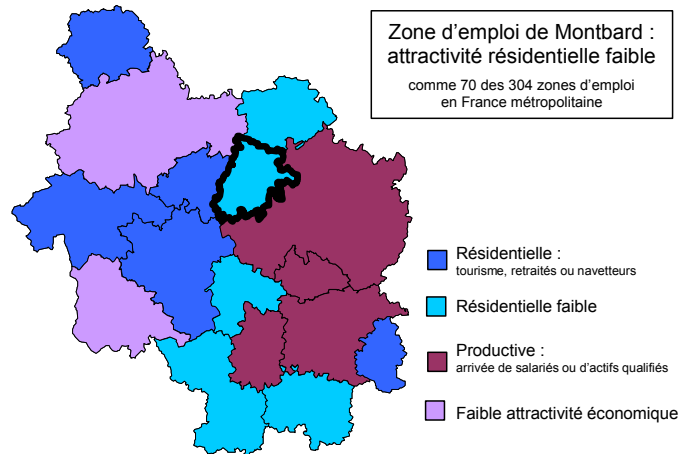 Zone d'emploi de Montbard :
attractivité résidentielle faible
comme 70 des 304 zones d'emploi
en France métropolitaine
Résidentielle :
tourisme, retraités ou navetteurs
Résidentielle faible
Productive :
arrivée de salariés ou d'actifs qualifiés
Faible attractivité économique